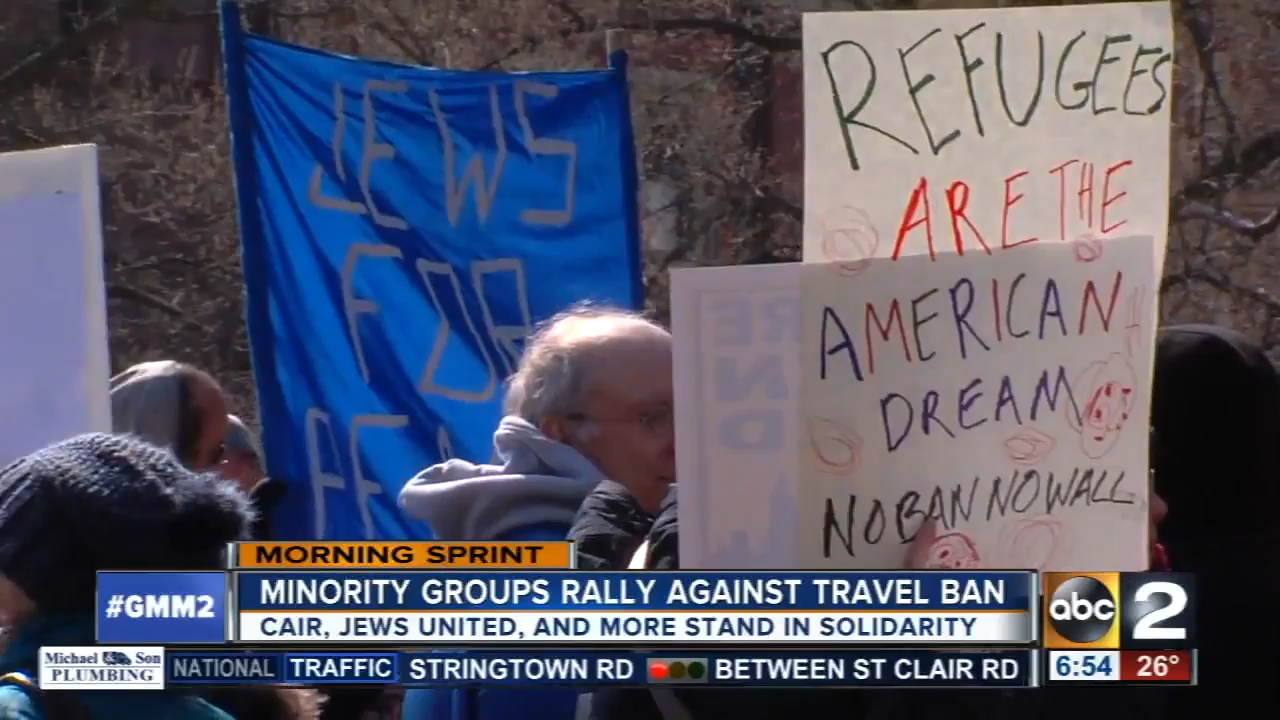 JEWS
FOR
REFUGEES
ARE THE
AMERICAN
DREAM
NO BAN NO WALL
MORNING SPRINT
#GMM2
MINORITY GROUPS RALLY AGAINST TRAVEL BAN
CAIR, JEWS UNITED, AND MORE STAND IN SOLIDARITY
abc 2
Michael & Son
PLUMBING
NATIONAL TRAFFIC STRINGTOWN RD BETWEEN ST CLAIR RD
6:54 26°